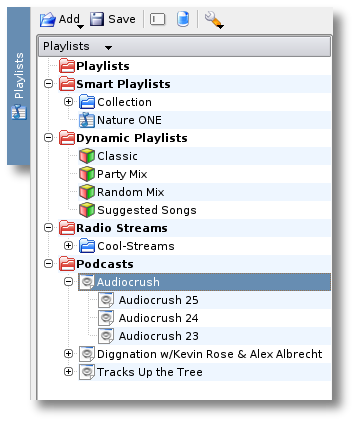 Add Save
Playlists
Playlists
Playlists
Smart Playlists
Collection
Nature ONE
Dynamic Playlists
Classic
Party Mix
Random Mix
Suggested Songs
Radio Streams
Cool-Streams
Podcasts
Audiocrush
Audiocrush 25
Audiocrush 24
Audiocrush 23
Diggnation w/Kevin Rose & Alex Albrecht
Tracks Up the Tree